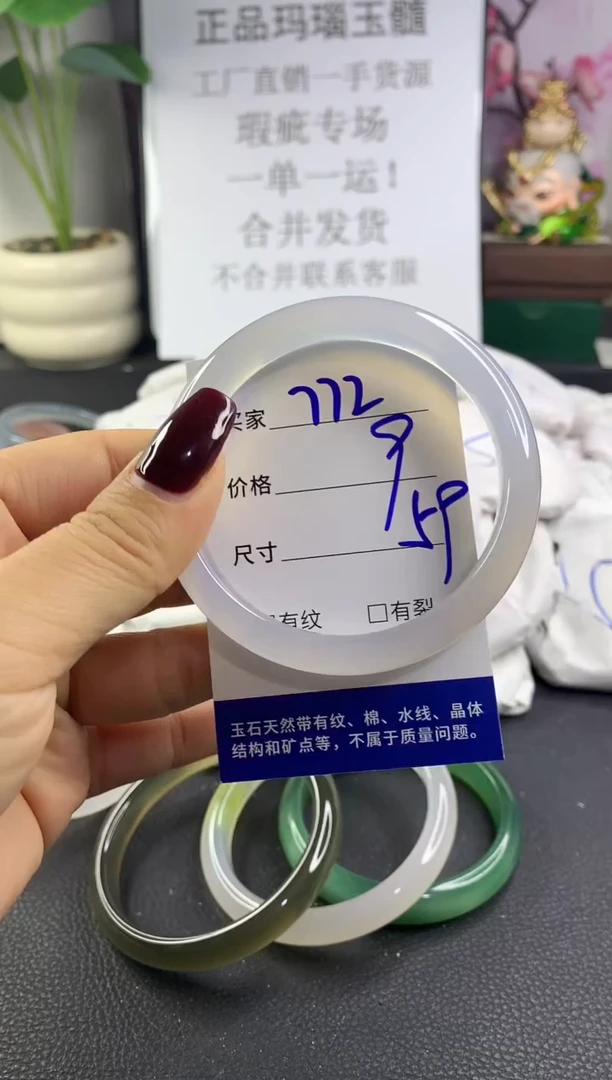 正品玛瑙玉髓
工厂直销一手货源
瑕疵专场
一单一运！
合并发货
不合并联系客服
买家 772
价格 9
尺寸 59
有纹 □有裂
玉石天然带有纹、棉、水线、晶体
结构和矿点等，不属于质量问题。